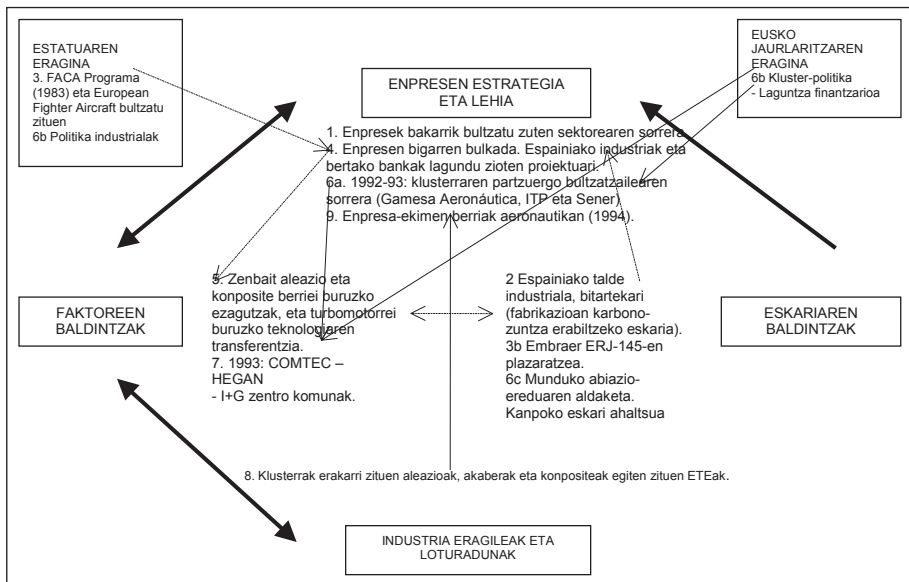 ESTATUAREN
ERAGINA
3. FACA Programa
(1983) eta European
Fighter Aircraft bultzatu
zituen
6b Politika industrialak
EUSKO
JAURLARITZAREN
ERAGINA
6b Kluster-politika
- Laguntza finantzarioa
ENPRESEN ESTRATEGIA
ETA LEHIA
1. Enpresek bakarrik bultzatu zuten sektorearen sorrera
4. Enpresen bigarren bulkada. Espainiako industriak eta
bertako bankak lagundu zioten proiektuari.
6a. 1992-93: klusterraren partzuergo bultzatzailearen
sorrera (Gamesa Aeronáutica, ITP eta Sener)
9. Enpresa-ekimen berriak aeronautikan (1994).
FAKTOREEN
BALDINTZAK
5. Zenbait aleazio eta
konposite berriei buruzko
ezagutzak, eta turbomotorrei
buruzko teknologiaren
transferentzia.
7. 1993: COMTEC –
HEGAN
- I+G zentro komunak.
2 Espainiako talde
industriala, bitartekari
(fabrikazioan karbono-
zuntza erabiltzeko eskaria).
3b Embraer ERJ-145-en
plazaratzea.
6c Munduko abiazio-
ereduaren aldaketa.
Kanpoko eskari ahaltsua
ESKARIAREN
BALDINTZAK
8. Klusterrak erakarri zituen aleazioak, akaberak eta konpositeak egiten zituen ETEak.
INDUSTRIA ERAGILEAK ETA
LOTURADUNAK